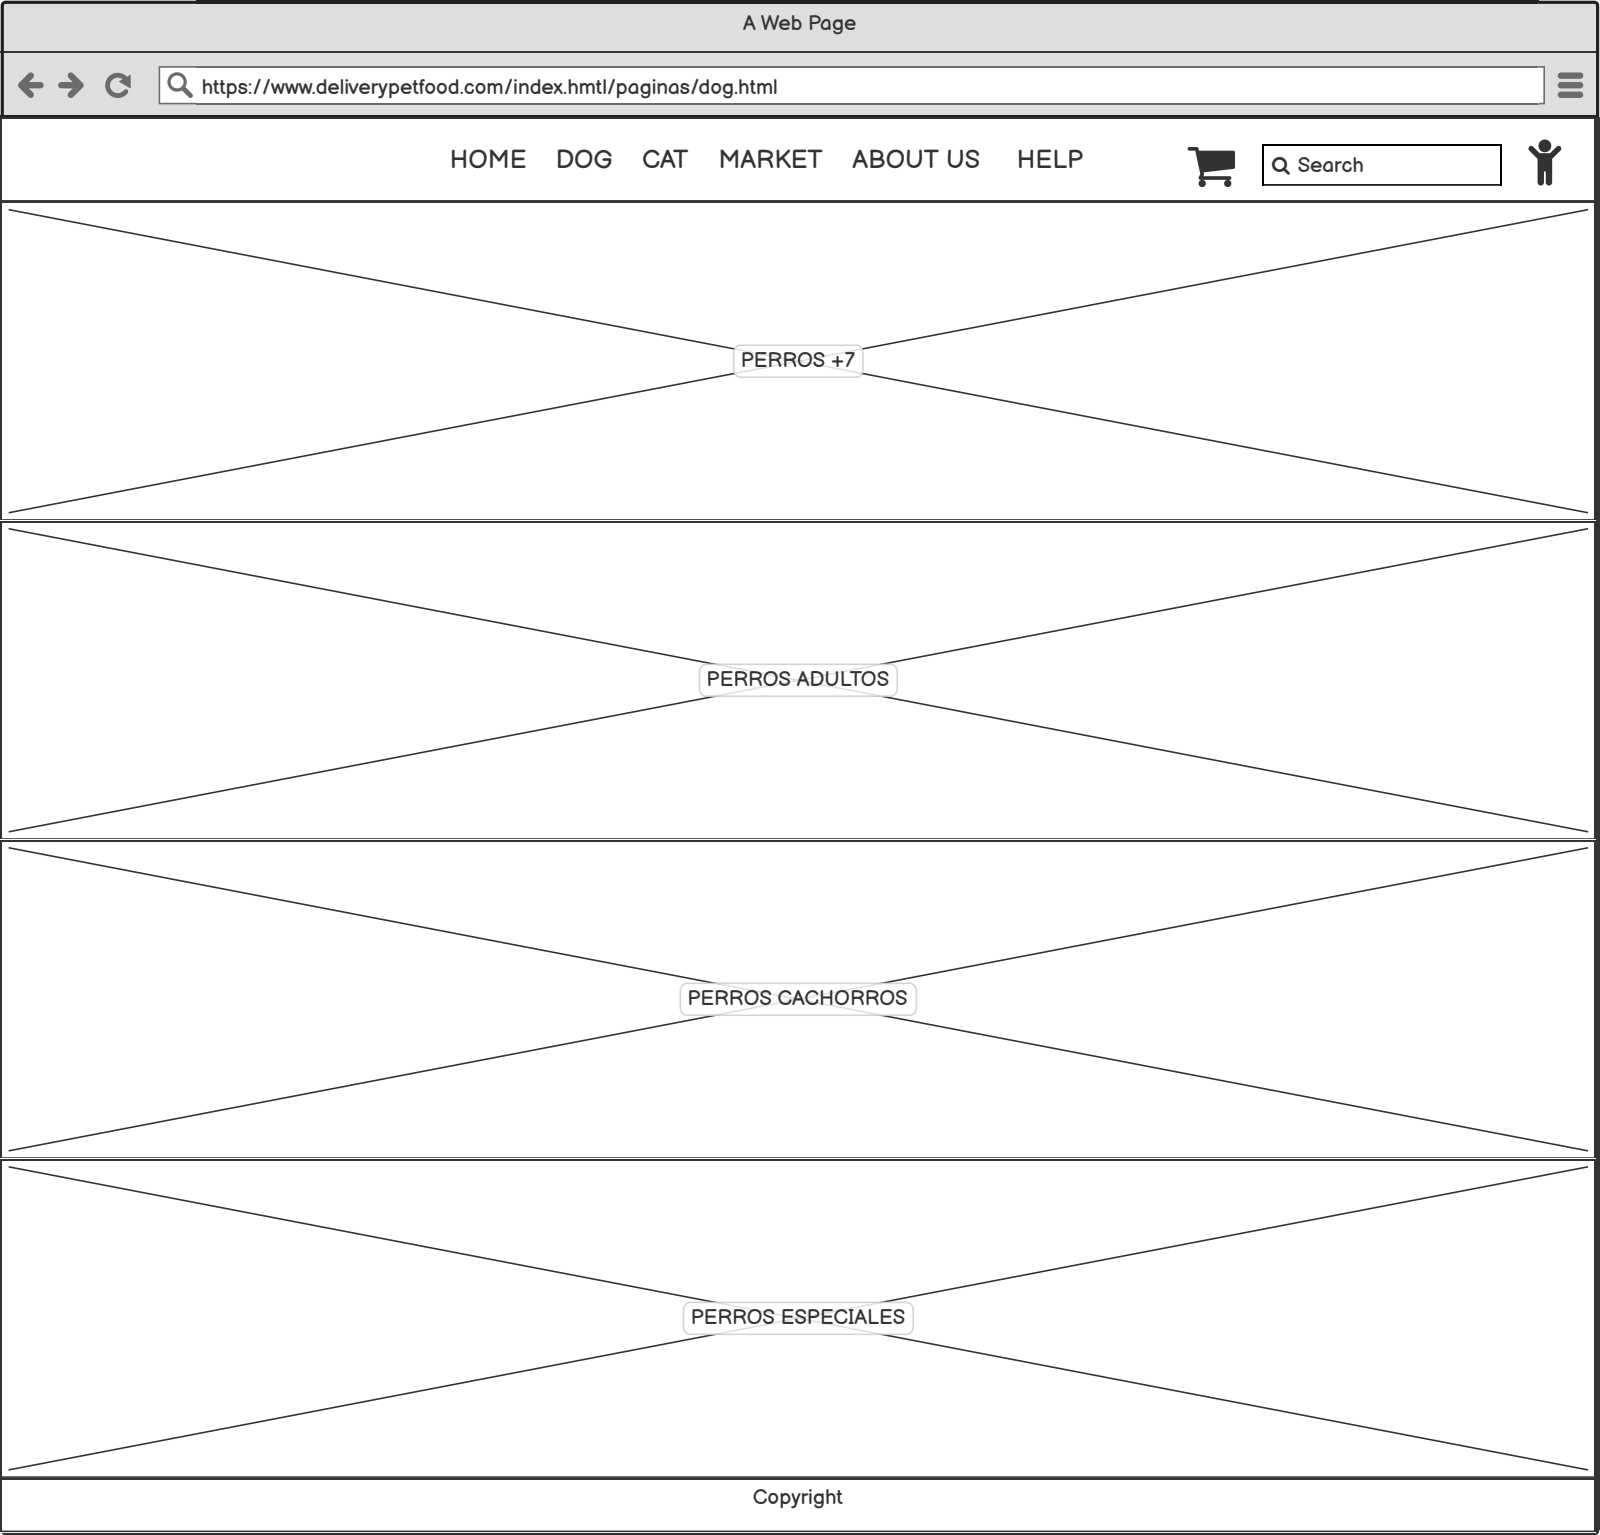 A Web Page
https://www.deliverypetfood.com/index.hmtl/paginas/dog.html
HOME DOG CAT MARKET ABOUT US HELP Search
PERROS +7
PERROS ADULTOS
PERROS CACHORROS
PERROS ESPECIALES
Copyright